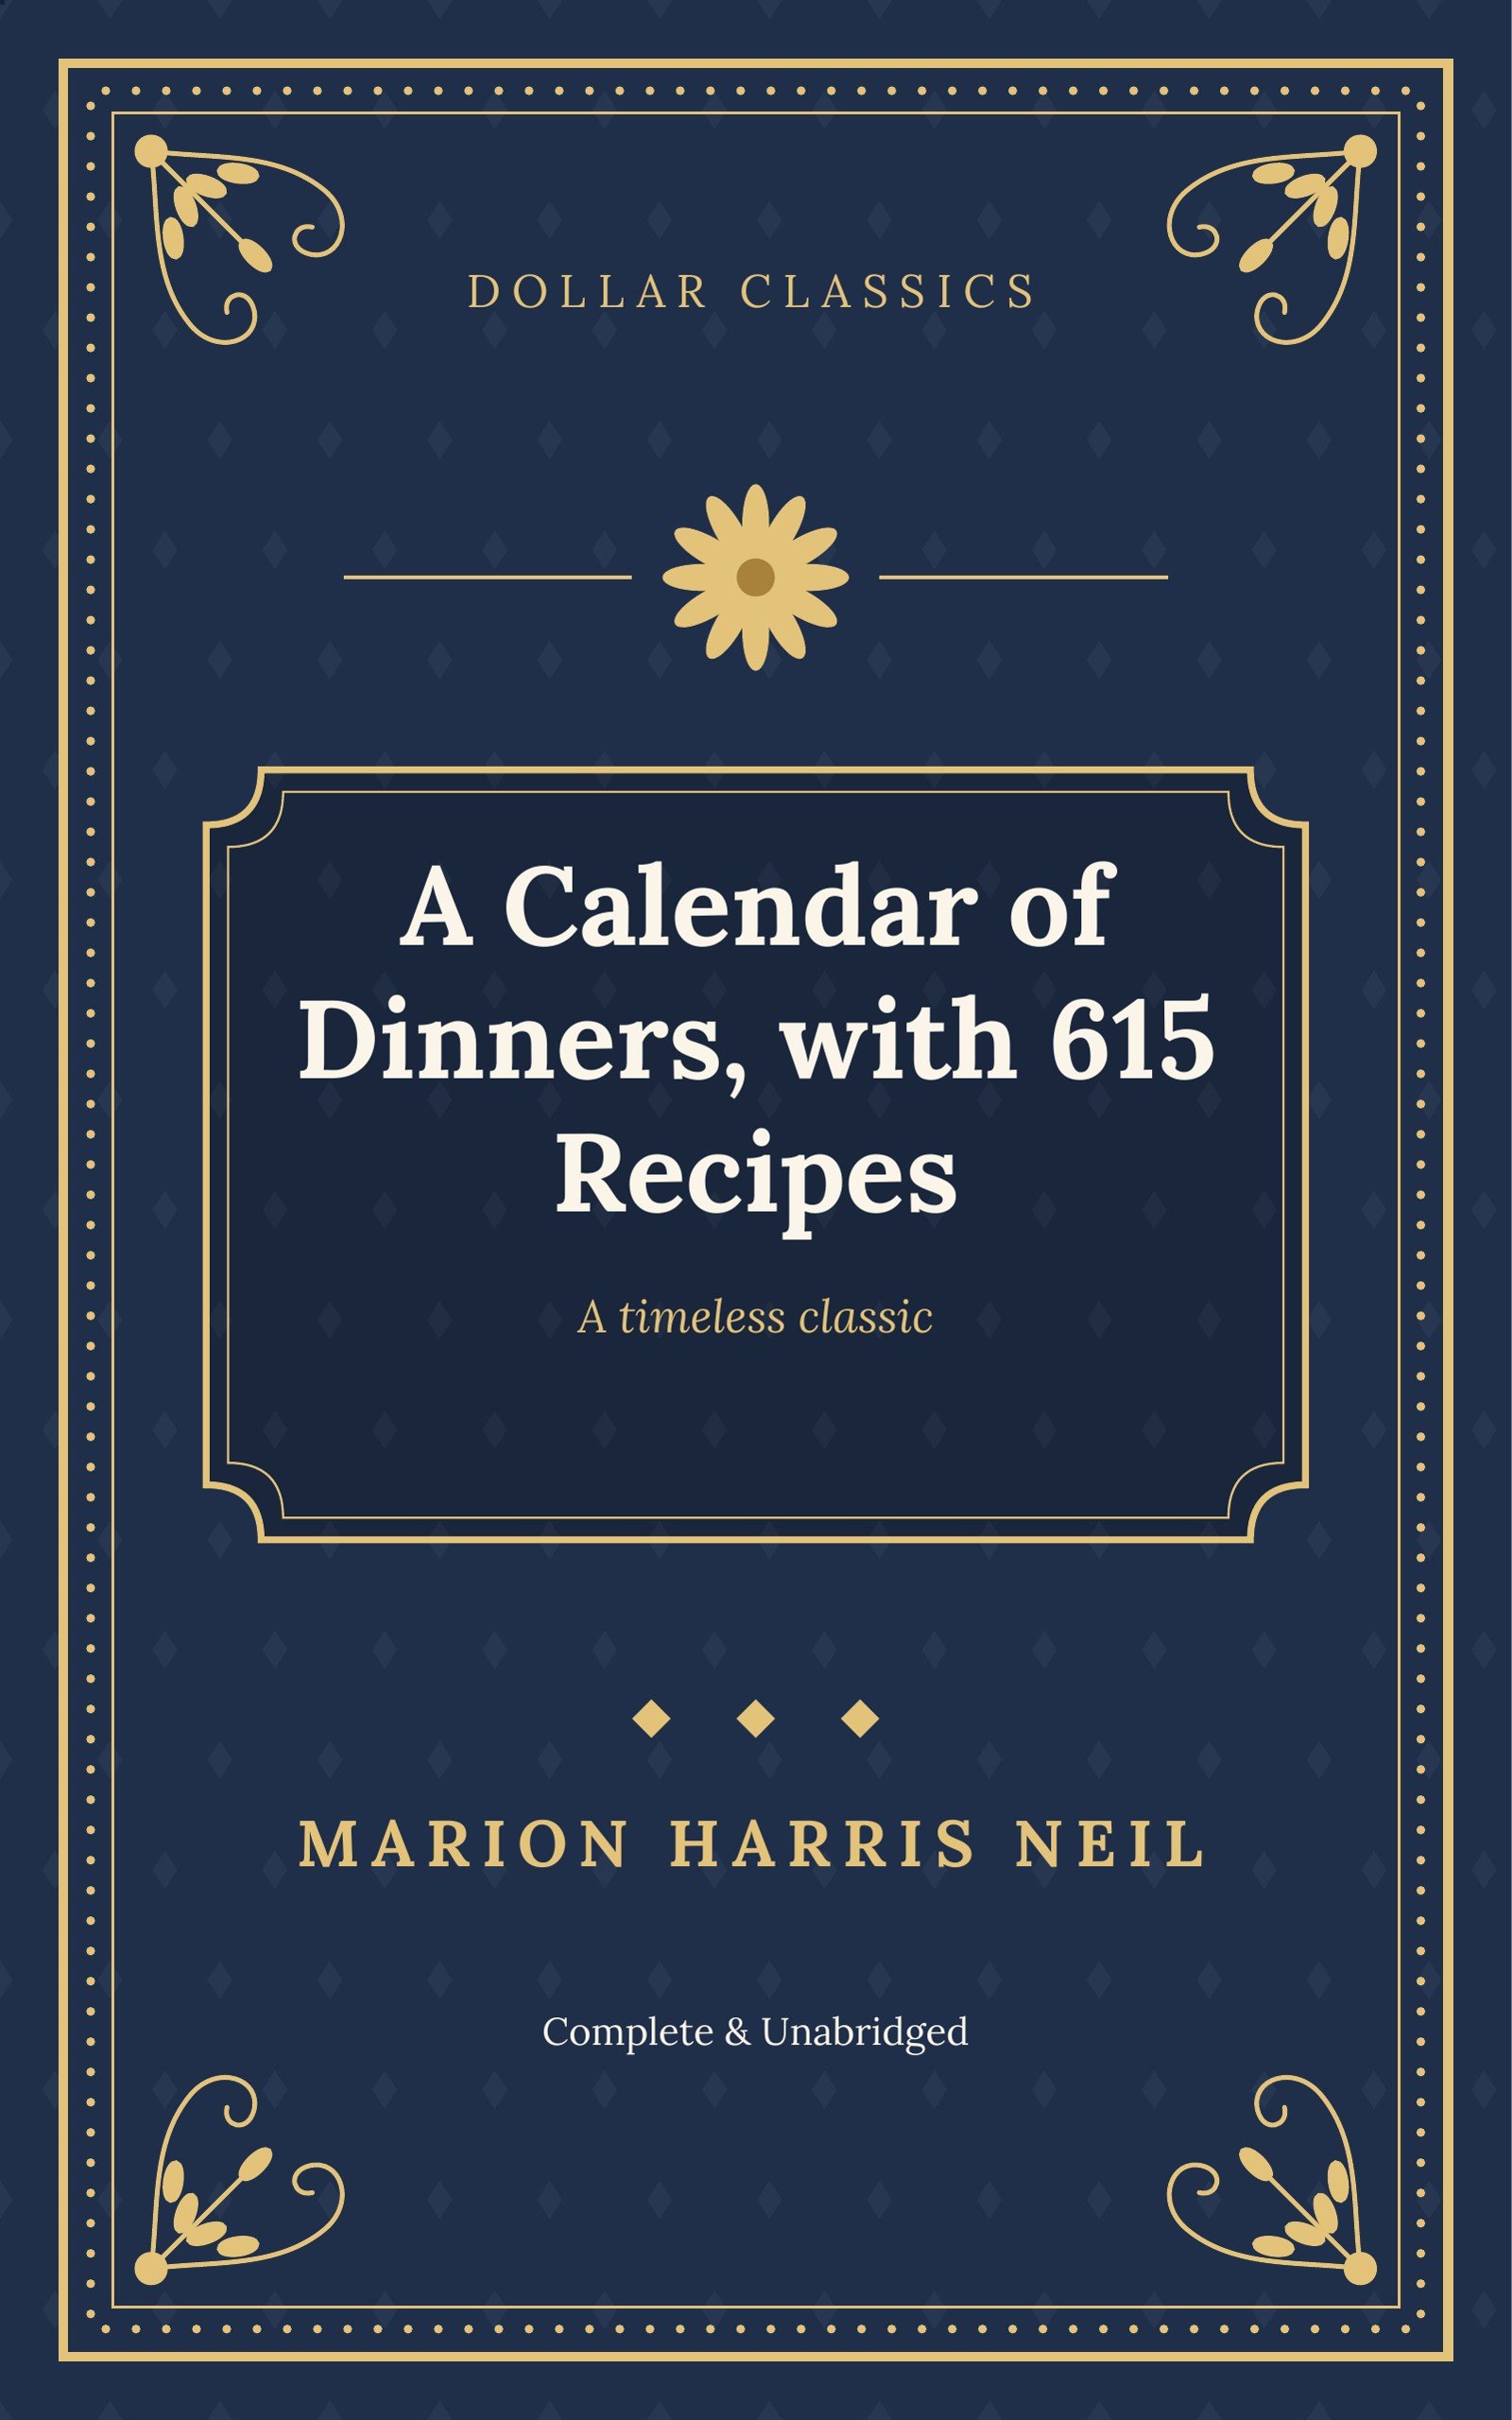 DOLLAR CLASSICS
A Calendar of
Dinners, with 615
Recipes
A timeless classic
MARION HARRIS NEIL
Complete & Unabridged